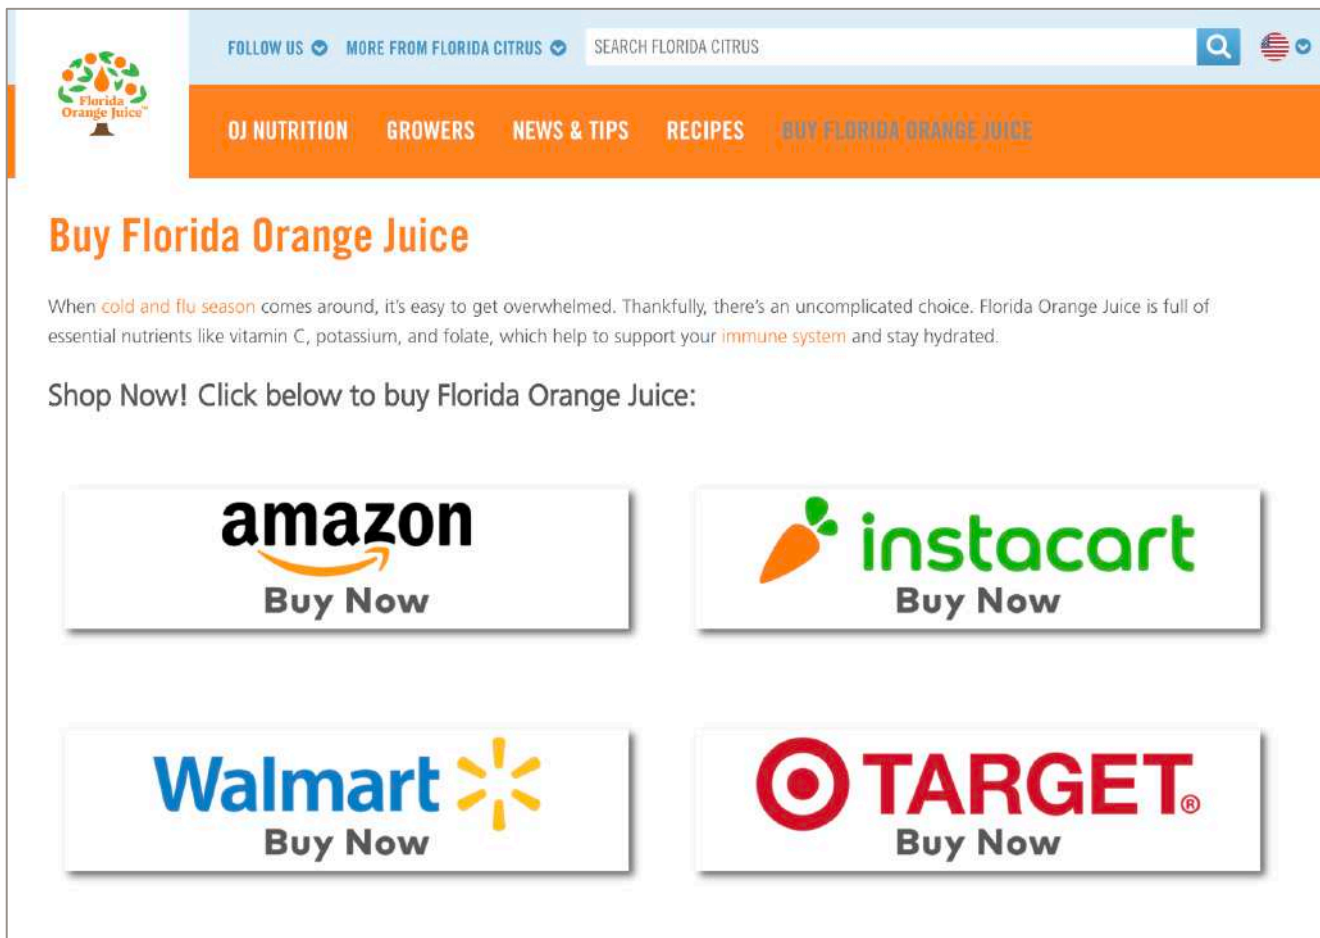 FOLLOW US MORE FROM FLORIDA CITRUS SEARCH FLORIDA CITRUS
Florida
Orange Juice™
OJ NUTRITION GROWERS NEWS & TIPS RECIPES BUY FLORIDA ORANGE JUICE
Buy Florida Orange Juice
When cold and flu season comes around, it's easy to get overwhelmed. Thankfully, there's an uncomplicated choice. Florida Orange Juice is full of
essential nutrients like vitamin C, potassium, and folate, which help to support your immune system and stay hydrated.
Shop Now! Click below to buy Florida Orange Juice:
amazon
Buy Now
instacart
Buy Now
Walmart
Buy Now
TARGET®
Buy Now